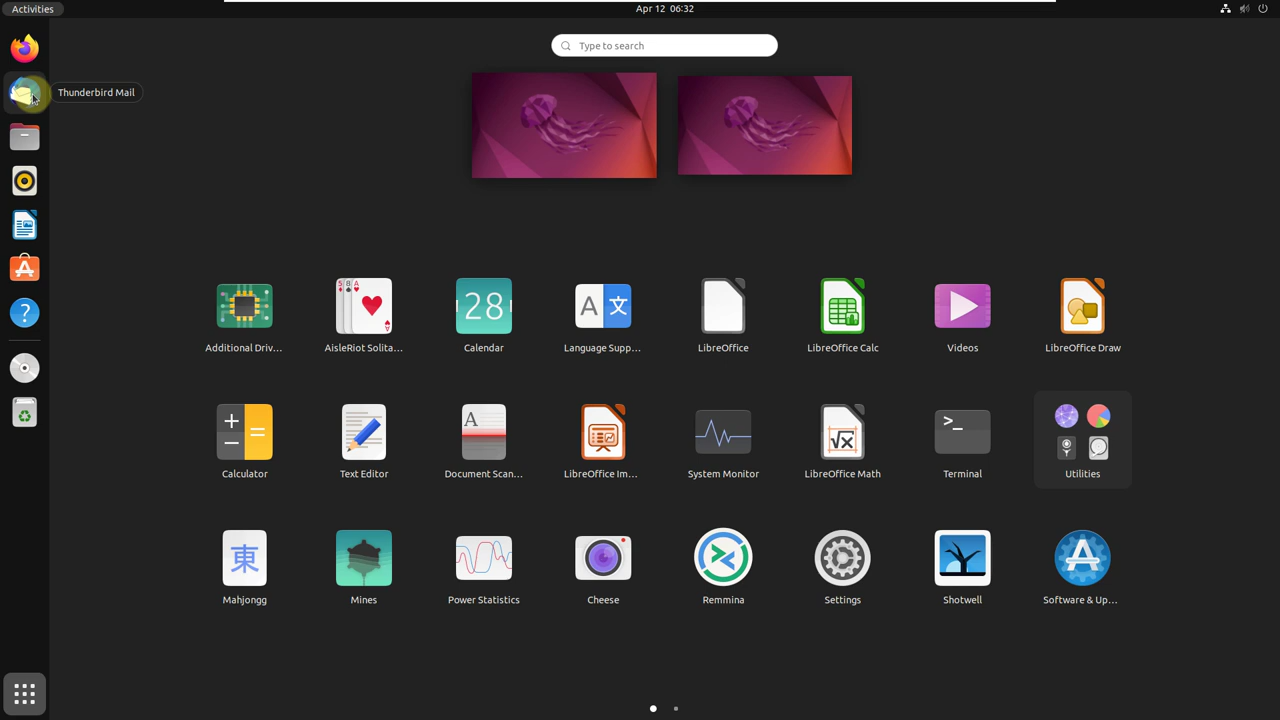 Activities
Apr 12 06:32
Type to search
Thunderbird Mail
Additional Driv...
AisleRiot Solita...
28
Calendar
A 文
Language Supp...
LibreOffice
LibreOffice Calc
Videos
LibreOffice Draw
Calculator
Text Editor
A
Document Scan...
LibreOffice Im...
System Monitor
√x
LibreOffice Math
>_
Terminal
Utilities
東
Mahjongg
Mines
Power Statistics
Cheese
Remmina
Settings
Shotwell
Software & Up...